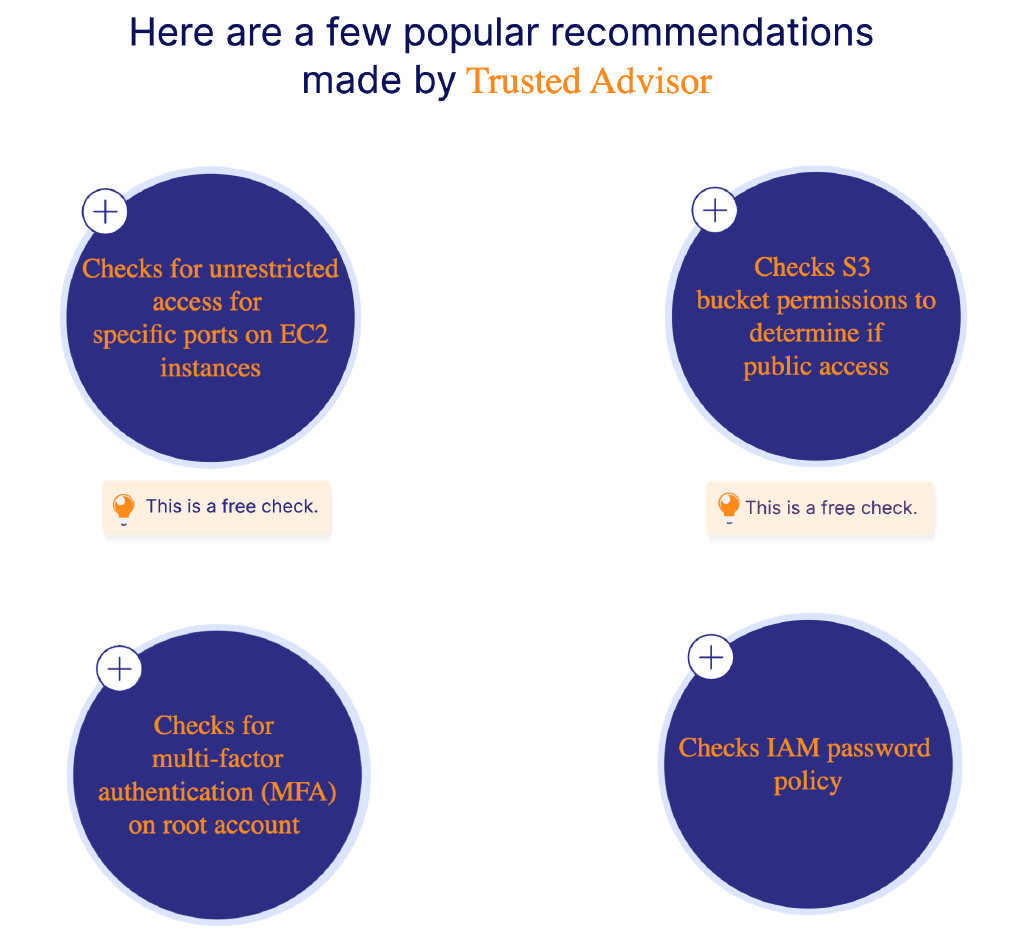 Here are a few popular recommendations
made by Trusted Advisor
Checks for unrestricted
access for
specific ports on EC2
instances
This is a free check.
Checks S3
bucket permissions to
determine if
public access
This is a free check.
Checks for
multi-factor
authentication (MFA)
on root account
Checks IAM password
policy